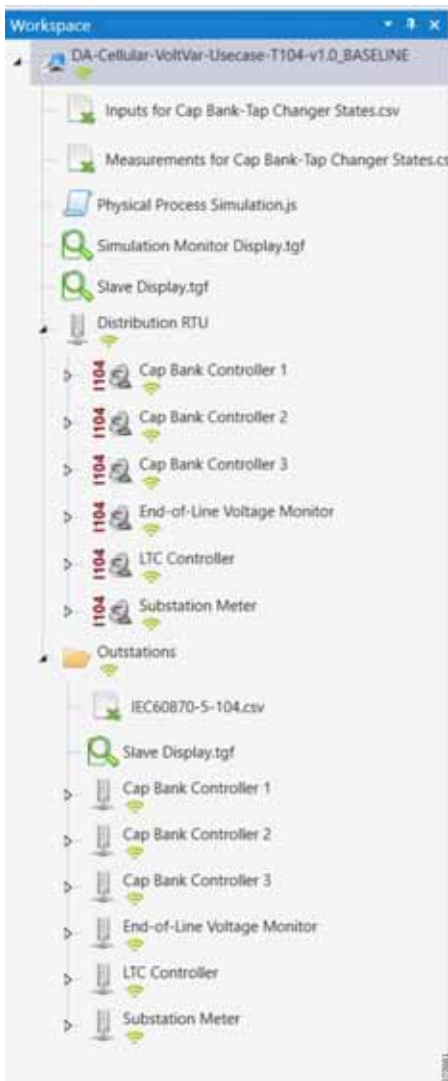 Workspace
DA-Cellular-VoltVar-Usecase-T104-v1.0_BASELINE
Inputs for Cap Bank-Tap Changer States.csv
Measurements for Cap Bank-Tap Changer States.cs
Physical Process Simulation.js
Simulation Monitor Display.tgf
Slave Display.tgf
Distribution RTU
I104 Cap Bank Controller 1
I104 Cap Bank Controller 2
I104 Cap Bank Controller 3
I104 End-of-Line Voltage Monitor
I104 LTC Controller
I104 Substation Meter
Outstations
IEC60870-5-104.csv
Slave Display.tgf
Cap Bank Controller 1
Cap Bank Controller 2
Cap Bank Controller 3
End-of-Line Voltage Monitor
LTC Controller
Substation Meter